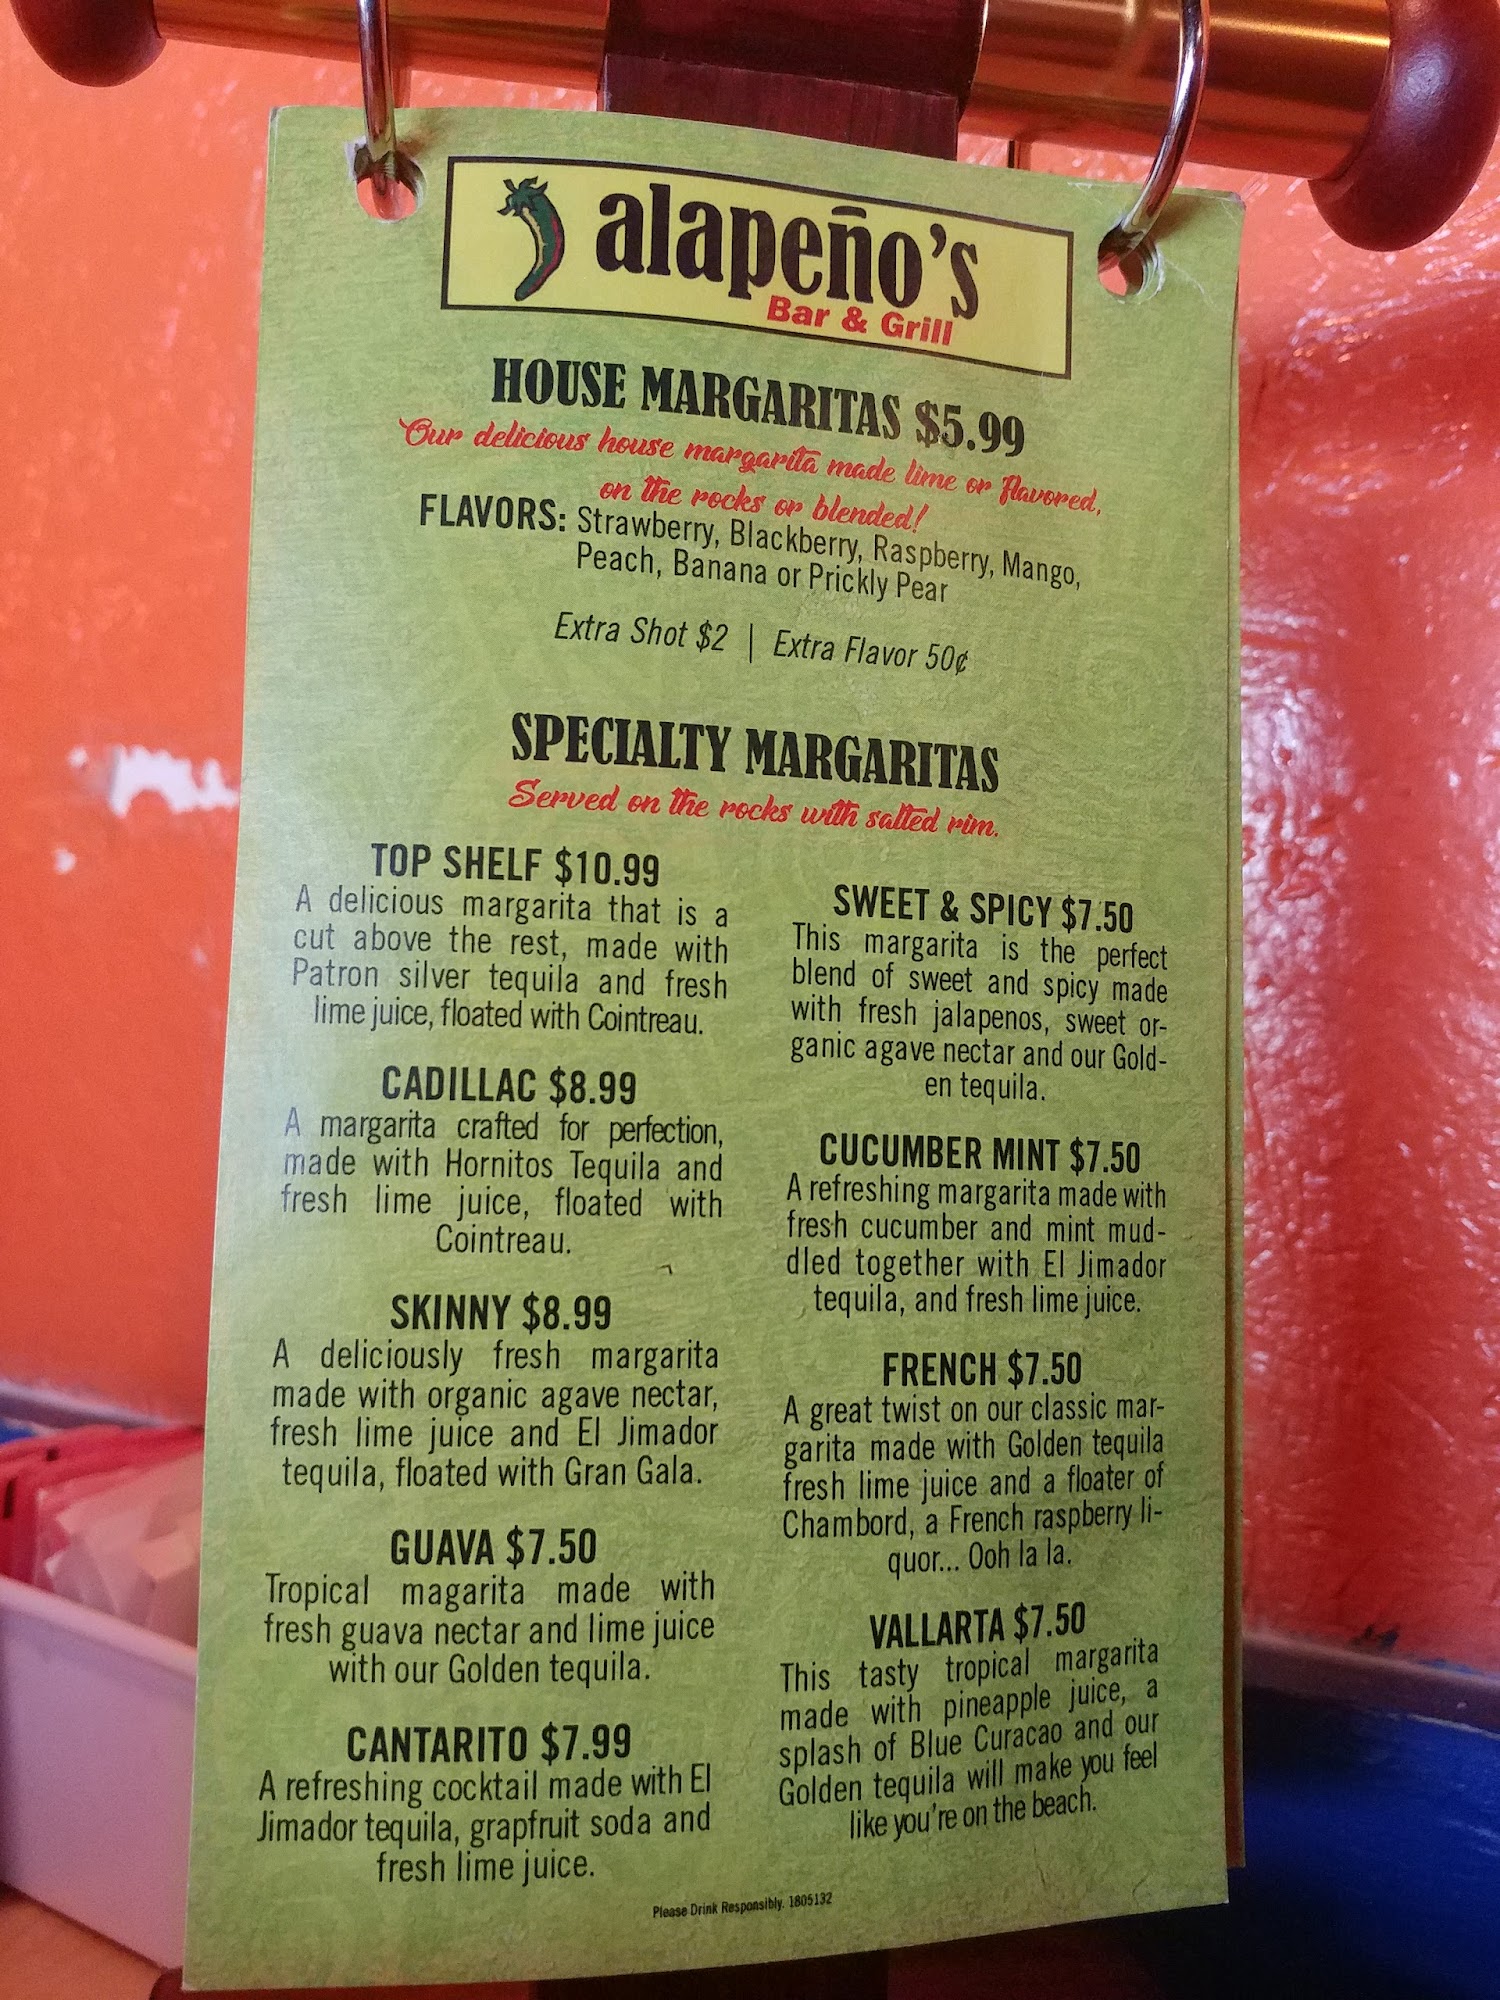 alapeño's
Bar & Grill
HOUSE MARGARITAS $5.99
Our delicious house margarita made lime or flavored,
on the rocks or blended!
FLAVORS: Strawberry, Blackberry, Raspberry, Mango,
Peach, Banana or Prickly Pear
Extra Shot $2 | Extra Flavor 50¢
SPECIALTY MARGARITAS
Served on the rocks with salted rim.
TOP SHELF $10.99
A delicious margarita that is a
cut above the rest, made with
Patron silver tequila and fresh
lime juice, floated with Cointreau.
CADILLAC $8.99
A margarita crafted for perfection,
made with Hornitos Tequila and
fresh lime juice, floated with
Cointreau.
SKINNY $8.99
A deliciously fresh margarita
made with organic agave nectar,
fresh lime juice and El Jimador
tequila, floated with Gran Gala.
GUAVA $7.50
Tropical magarita made with
fresh guava nectar and lime juice
with our Golden tequila.
CANTARITO $7.99
A refreshing cocktail made with El
Jimador tequila, grapfruit soda and
fresh lime juice.
SWEET & SPICY $7.50
This margarita is the perfect
blend of sweet and spicy made
with fresh jalapenos, sweet or-
ganic agave nectar and our Gold-
en tequila.
CUCUMBER MINT $7.50
A refreshing margarita made with
fresh cucumber and mint mud-
dled together with El Jimador
tequila, and fresh lime juice.
FRENCH $7.50
A great twist on our classic mar-
garita made with Golden tequila
fresh lime juice and a floater of
Chambord, a French raspberry li-
quor... Ooh la la.
VALLARTA $7.50
This tasty tropical margarita
made with pineapple juice, a
splash of Blue Curacao and our
Golden tequila will make you feel
like you're on the beach.
Please Drink Responsibly. 1805132